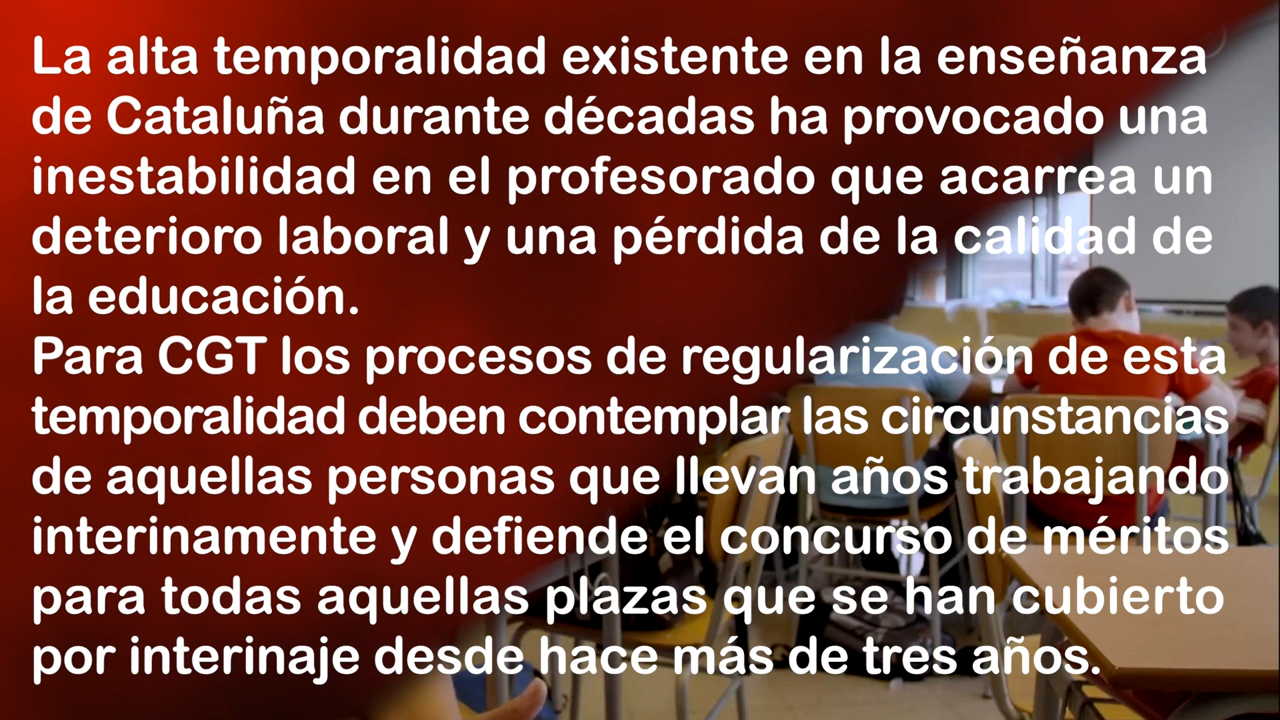 La alta temporalidad existente en la enseñanza
de Cataluña durante décadas ha provocado una
inestabilidad en el profesorado que acarrea un
deterioro laboral y una pérdida de la calidad de
la educación.
Para CGT los procesos de regularización de esta
temporalidad deben contemplar las circunstancias
de aquellas personas que llevan años trabajando
interinamente y defiende el concurso de méritos
para todas aquellas plazas que se han cubierto
por interinaje desde hace más de tres años.